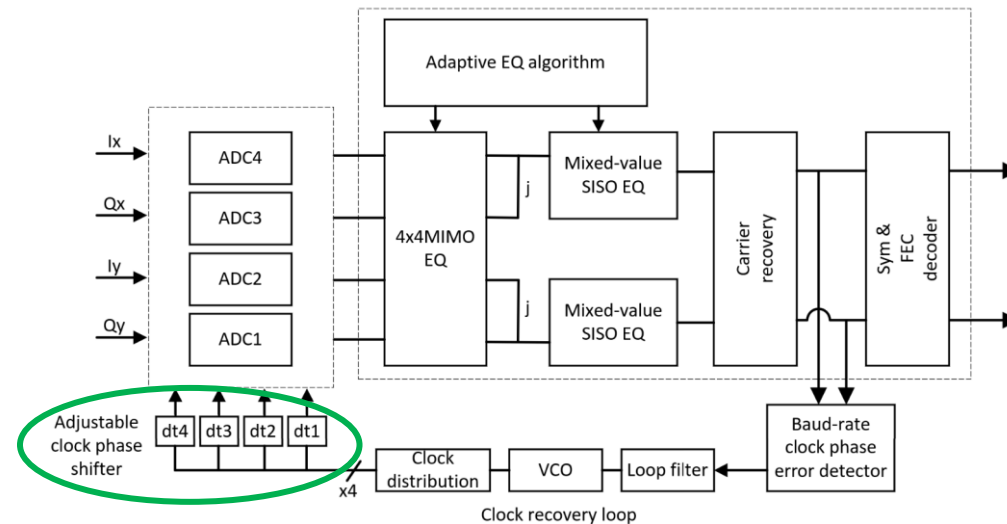 Adaptive EQ algorithm
Ix
Qx
Iy
Qy
ADC4
ADC3
ADC2
ADC1
4x4MIMO
EQ
j
j
Mixed-value
SISO EQ
Mixed-value
SISO EQ
Carrier
recovery
Sym &
FEC
decoder
Adjustable
clock phase
shifter
dt4
dt3
dt2
dt1
x4
Clock
distribution
VCO
Loop filter
Baud-rate
clock phase
error detector
Clock recovery loop